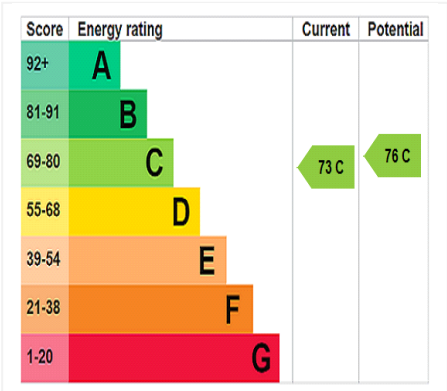 Score Energy rating Current Potential
92+ A
81-91 B
69-80 C 73 C 76 C
55-68 D
39-54 E
21-38 F
1-20 G